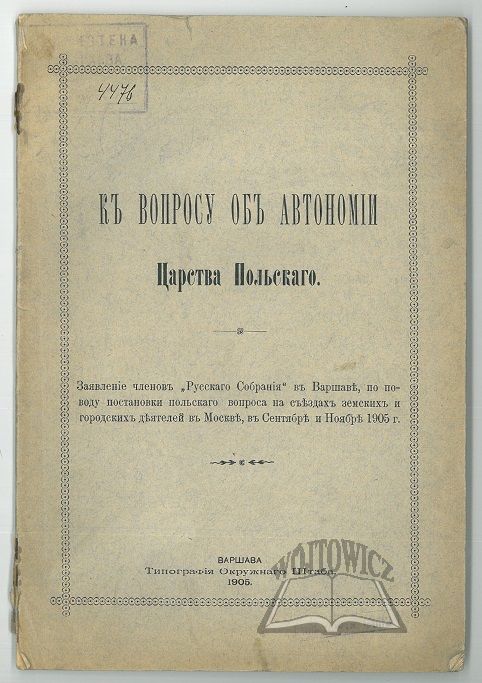 ТЕКА
4476
КЪ ВОПРОСУ ОБЪ АВТОНОМІИ
Царства Польскаго.
Заявленіе членовъ „Русскаго Собранія“ въ Варшавѣ, по по-
воду постановки польскаго вопроса на съѣздахъ земскихъ и
городскихъ дѣятелей въ Москвѣ, въ Сентябрѣ и Ноябрѣ 1905 г.
ВАРШАВА
Типографія Окружнаго Штаба.
1905.
WÓJTOWICZ